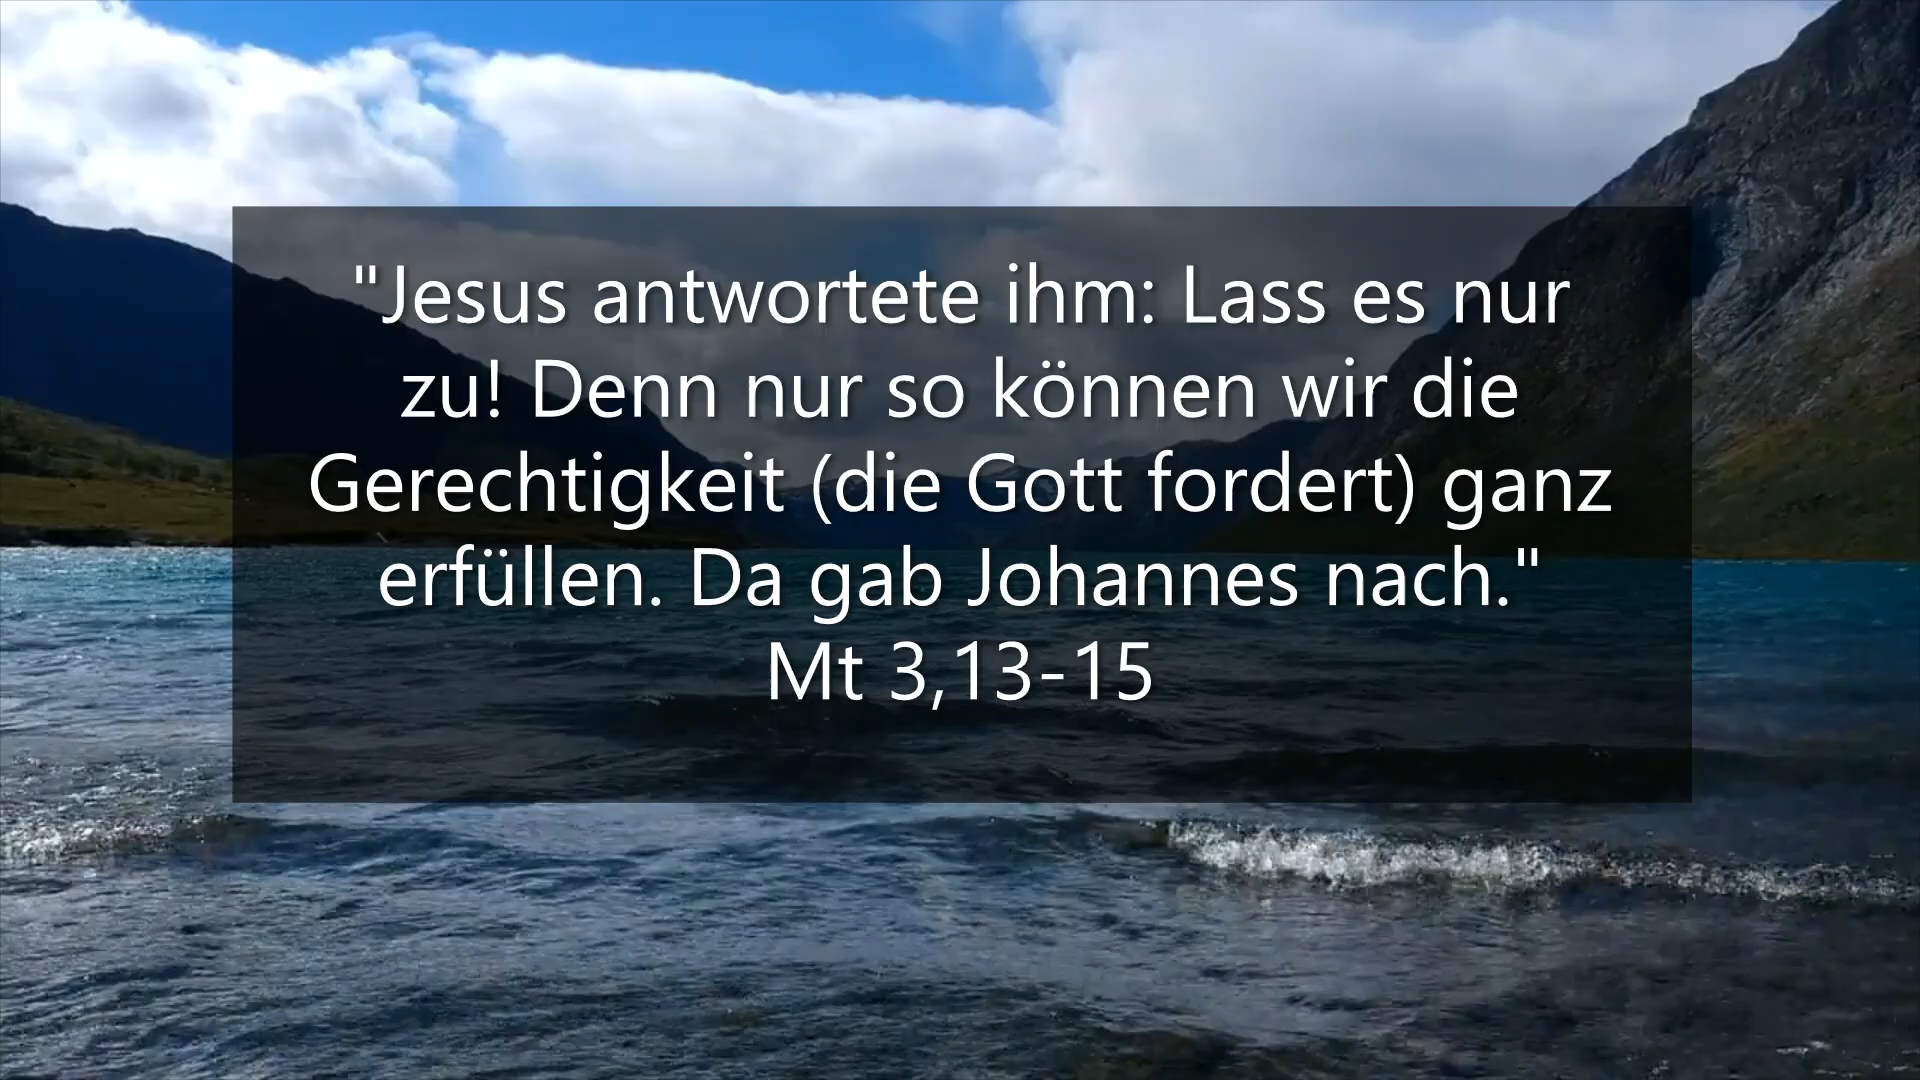 "Jesus antwortete ihm: Lass es nur
zu! Denn nur so können wir die
Gerechtigkeit (die Gott fordert) ganz
erfüllen. Da gab Johannes nach."
Mt 3,13-15